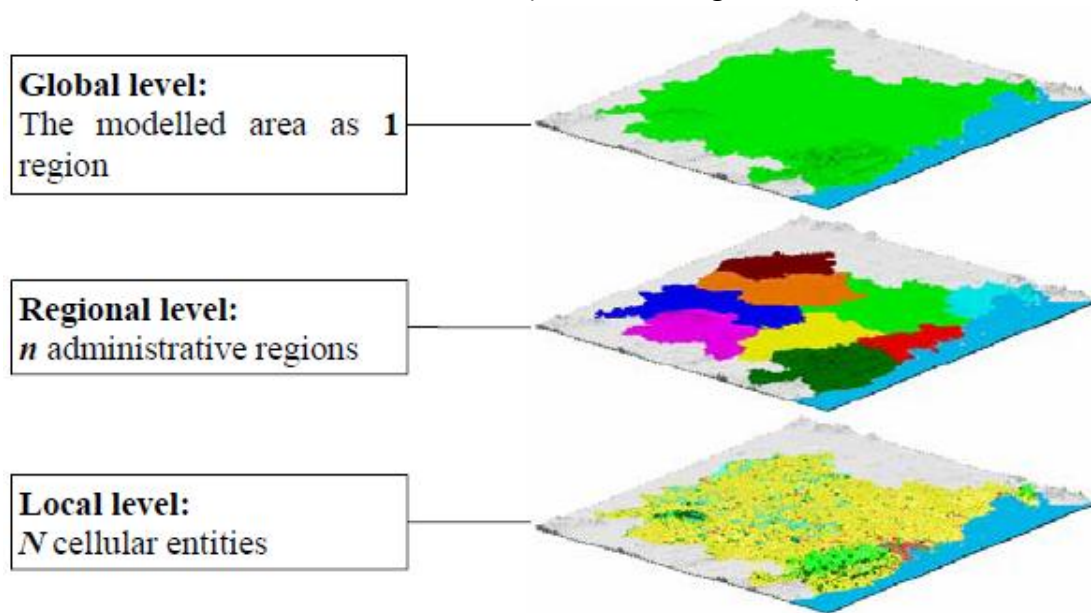 Global level:
The modelled area as 1
region
Regional level:
n administrative regions
Local level:
N cellular entities